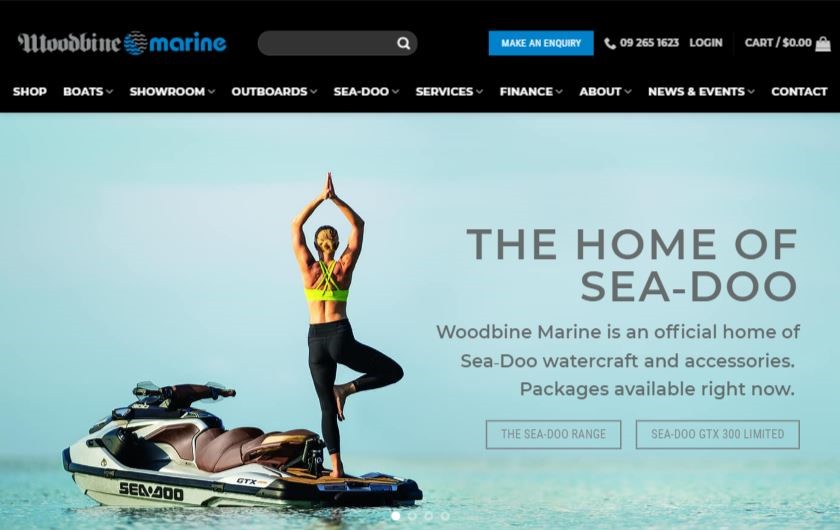 Woodbine marine
MAKE AN ENQUIRY
09 265 1623
LOGIN
CART / $0.00
SHOP BOATS SHOWROOM OUTBOARDS SEA-DOO SERVICES FINANCE ABOUT NEWS & EVENTS CONTACT
THE HOME OF
SEA-DOO
Woodbine Marine is an official home of
Sea-Doo watercraft and accessories.
Packages available right now.
THE SEA-DOO RANGE
SEA-DOO GTX 300 LIMITED
SEA-DOO
GTX